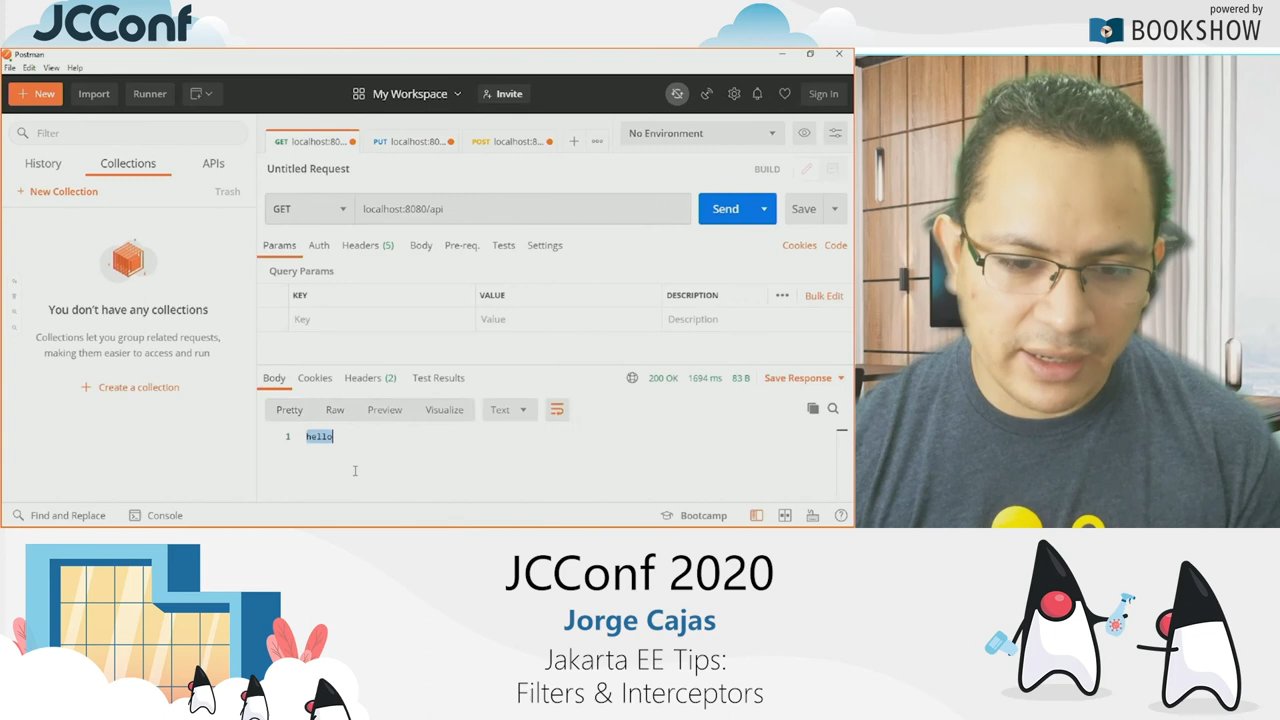 JCConf
powered by
BOOKSHOW
Postman
File Edit View Help
New Import Runner My Workspace Invite Sign In
Filter
History Collections APIs
+ New Collection Trash
You don't have any collections
Collections let you group related requests,
making them easier to access and run
+ Create a collection
GET localhost:80... PUT localhost:80... POST localhost:8... + No Environment
Untitled Request BUILD
GET localhost:8080/api Send Save
Params Auth Headers (5) Body Pre-req. Tests Settings Cookies Code
Query Params
KEY VALUE DESCRIPTION ••• Bulk Edit
Key Value Description
Body Cookies Headers (2) Test Results 200 OK 1694 ms 83 B Save Response
Pretty Raw Preview Visualize Text
1 hello
Find and Replace Console Bootcamp
JCConf 2020
Jorge Cajas
Jakarta EE Tips:
Filters & Interceptors